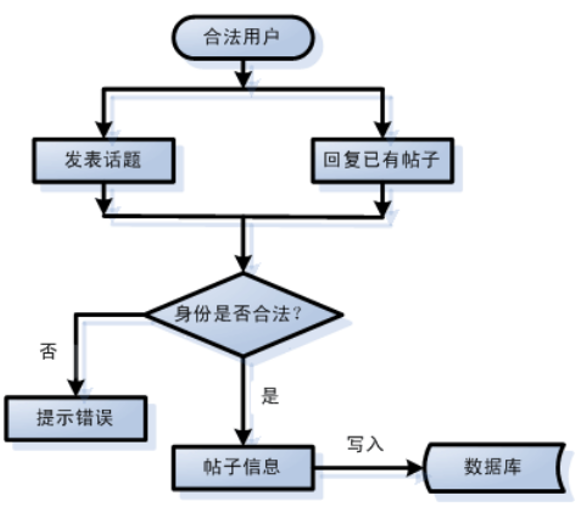 合法用户
发表话题
回复已有帖子
身份是否合法？
否
是
提示错误
帖子信息
写入
数据库